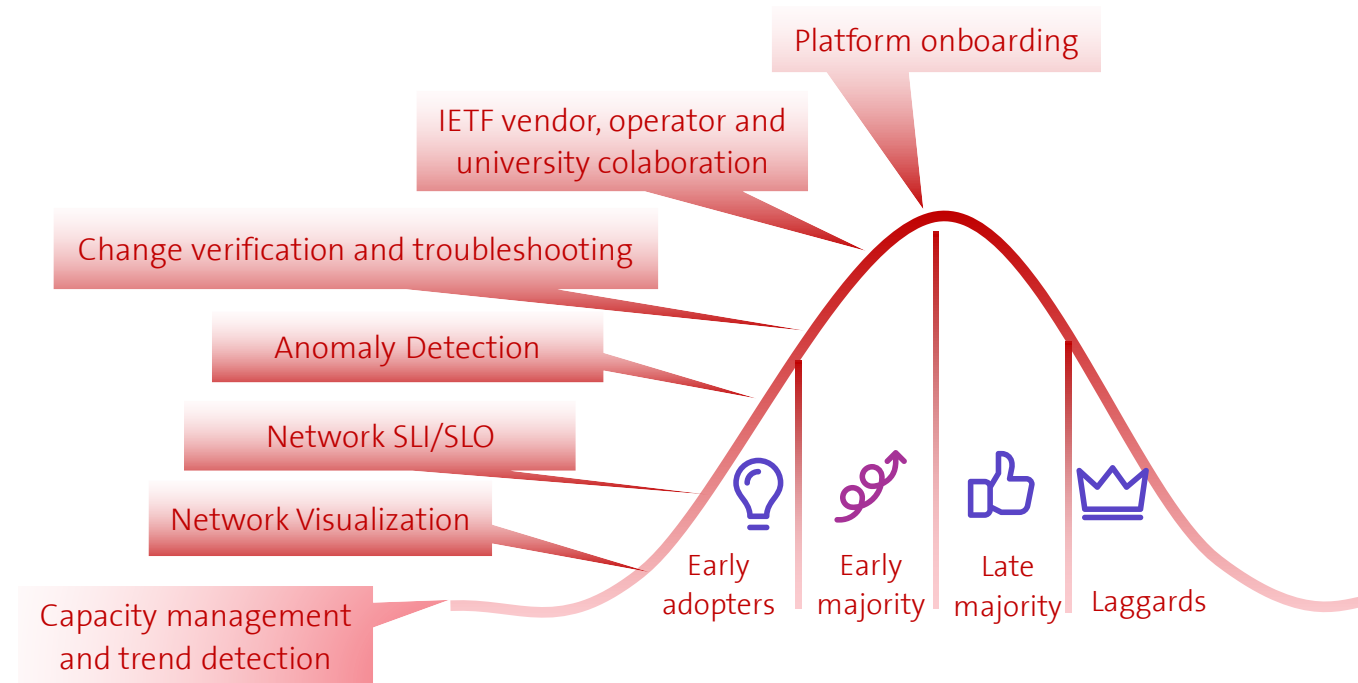 Platform onboarding
IETF vendor, operator and
university colaboration
Change verification and troubleshooting
Anomaly Detection
Network SLI/SLO
Network Visualization
Capacity management
and trend detection
Early
adopters
Early
majority
Late
majority
Laggards